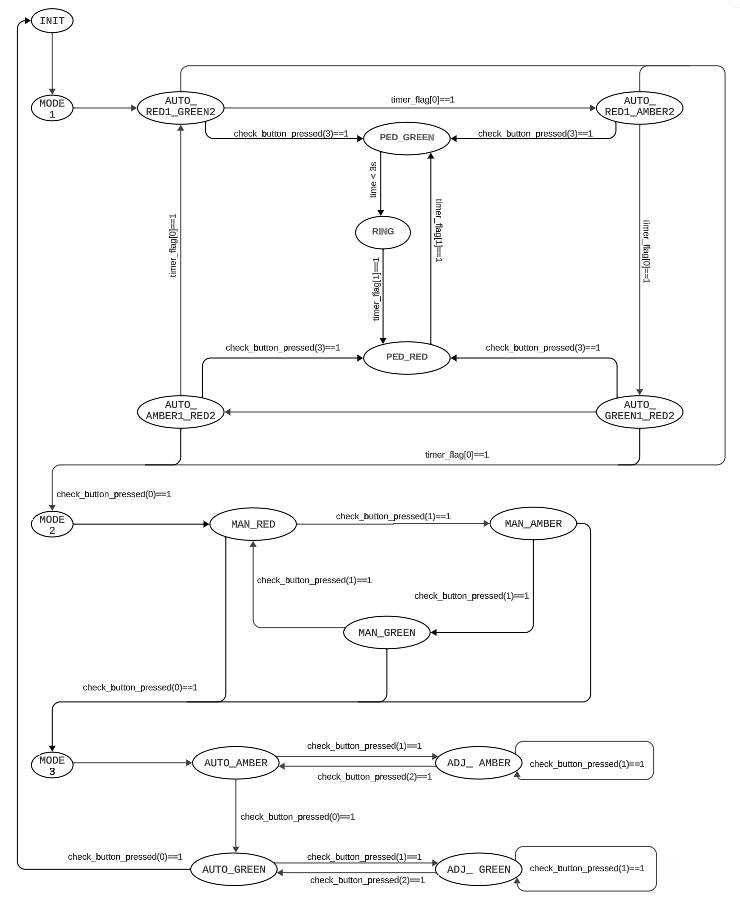 INIT
MODE
1
AUTO_
RED1_GREEN2
timer_flag[0]==1
AUTO_
RED1_AMBER2
check_button_pressed(3)==1
PED_GREEN
check_button_pressed(3)==1
time < 3s
timer_flag[0]==1
RING
timer_flag[1]==1
timer_flag[0]==1
timer_flag[1]==1
check_button_pressed(3)==1
PED_RED
check_button_pressed(3)==1
AUTO_
AMBER1_RED2
AUTO_
GREEN1_RED2
timer_flag[0]==1
check_button_pressed(0)==1
MODE
2
MAN_RED
check_button_pressed(1)==1
MAN_AMBER
check_button_pressed(1)==1
check_button_pressed(1)==1
MAN_GREEN
check_button_pressed(0)==1
MODE
3
AUTO_AMBER
check_button_pressed(1)==1
check_button_pressed(2)==1
ADJ_ AMBER
check_button_pressed(1)==1
check_button_pressed(0)==1
check_button_pressed(0)==1
AUTO_GREEN
check_button_pressed(1)==1
check_button_pressed(2)==1
ADJ_ GREEN
check_button_pressed(1)==1